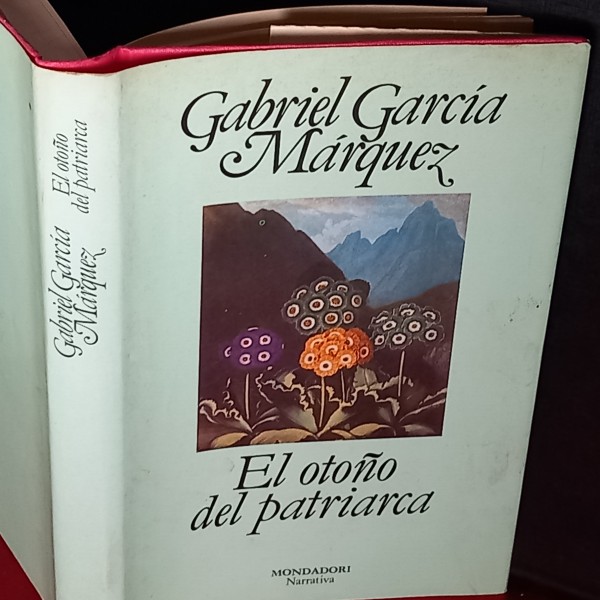 Gabriel García
Márquez
El otoño
del patriarca
MONDADORI
Narrativa
Gabriel García
Márquez
El otoño
del patriarca